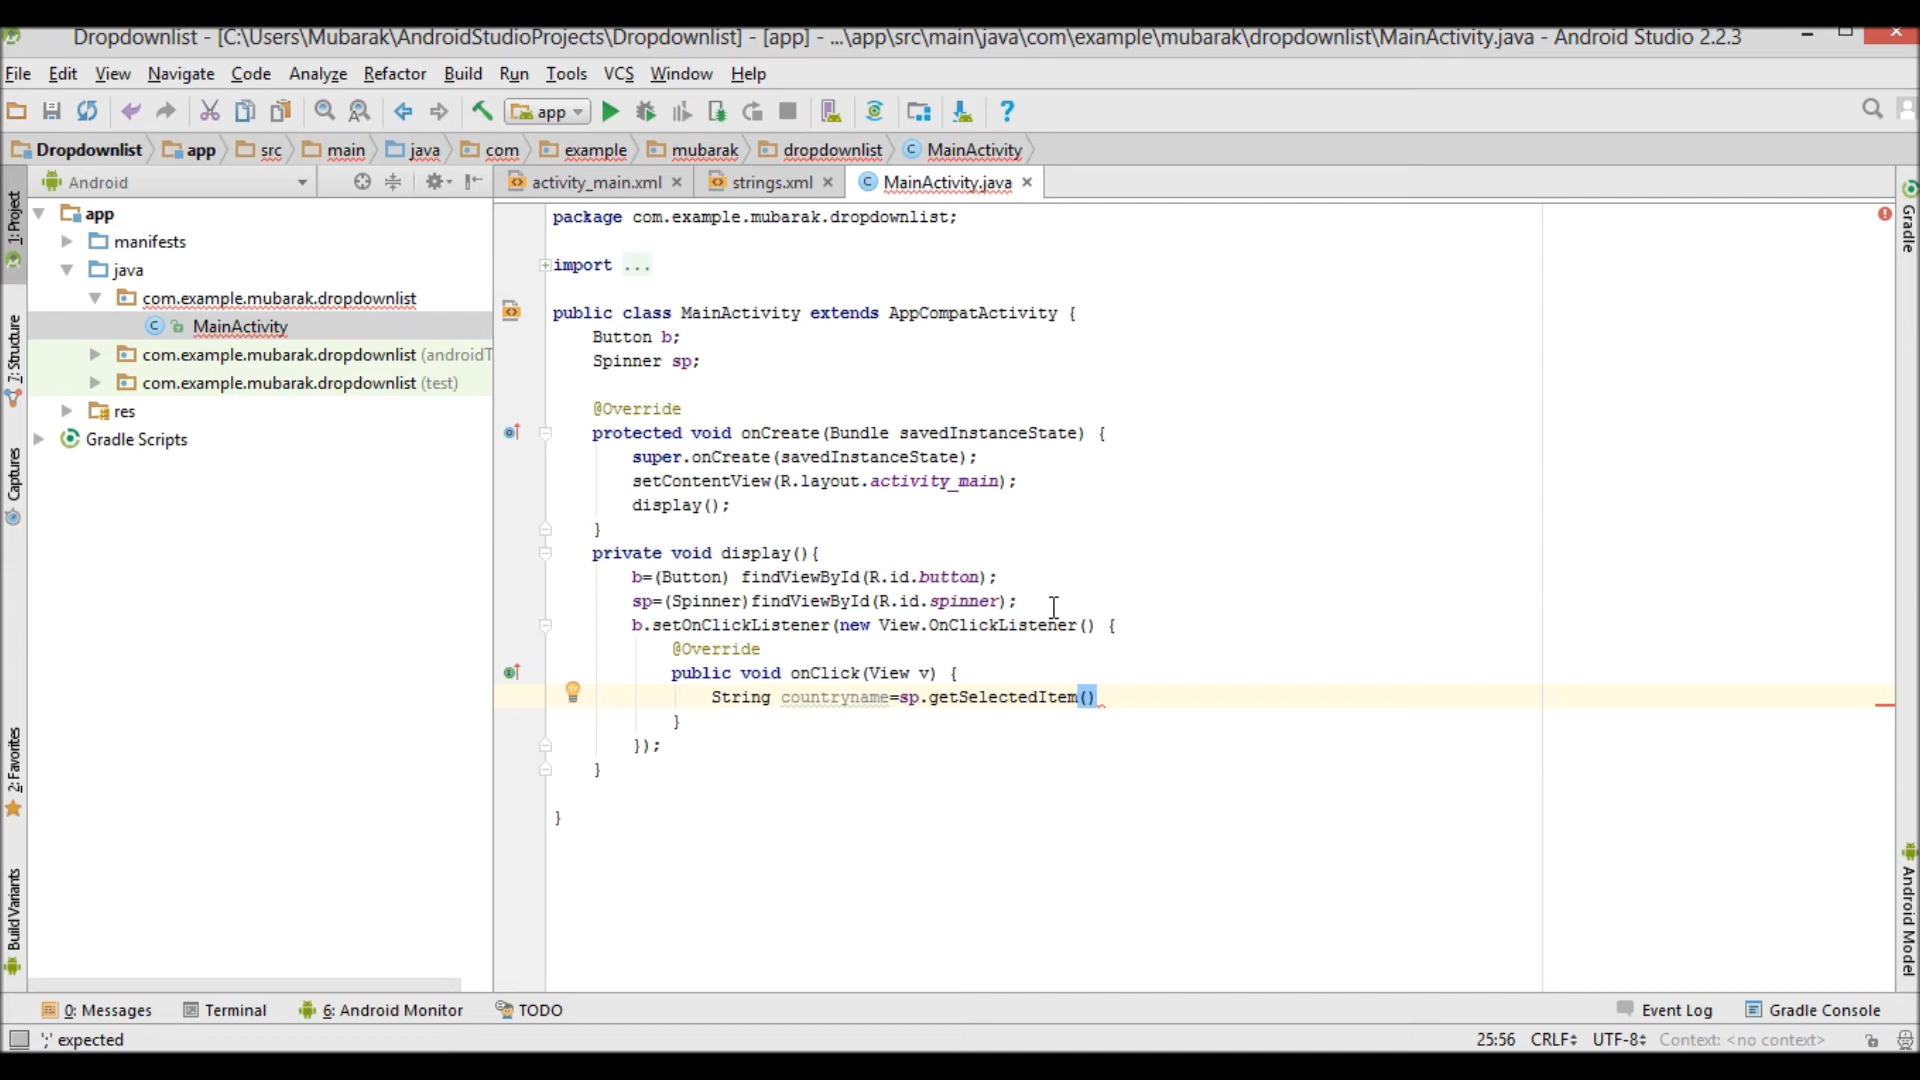 Dropdownlist - [C:\Users\Mubarak\AndroidStudioProjects\Dropdownlist] - [app] - ...\app\src\main\java\com\example\mubarak\dropdownlist\MainActivity.java - Android Studio 2.2.3
File Edit View Navigate Code Analyze Refactor Build Run Tools VCS Window Help
app
Dropdownlist app src main java com example mubarak dropdownlist MainActivity
Android
activity_main.xml strings.xml MainActivity.java
1: Project
7: Structure
Captures
2: Favorites
Build Variants
app
manifests
java
com.example.mubarak.dropdownlist
MainActivity
com.example.mubarak.dropdownlist (androidT
com.example.mubarak.dropdownlist (test)
res
Gradle Scripts
package com.example.mubarak.dropdownlist;
import ...
public class MainActivity extends AppCompatActivity {
Button b;
Spinner sp;
@Override
protected void onCreate(Bundle savedInstanceState) {
super.onCreate(savedInstanceState);
setContentView(R.layout.activity_main);
display();
}
private void display(){
b=(Button) findViewById(R.id.button);
sp=(Spinner)findViewById(R.id.spinner);
b.setOnClickListener(new View.OnClickListener() {
@Override
public void onClick(View v) {
String countryname=sp.getSelectedItem()
}
});
}
}
Gradle
Android Model
0: Messages Terminal 6: Android Monitor TODO Event Log Gradle Console
';' expected 25:56 CRLF UTF-8 Context: <no context>